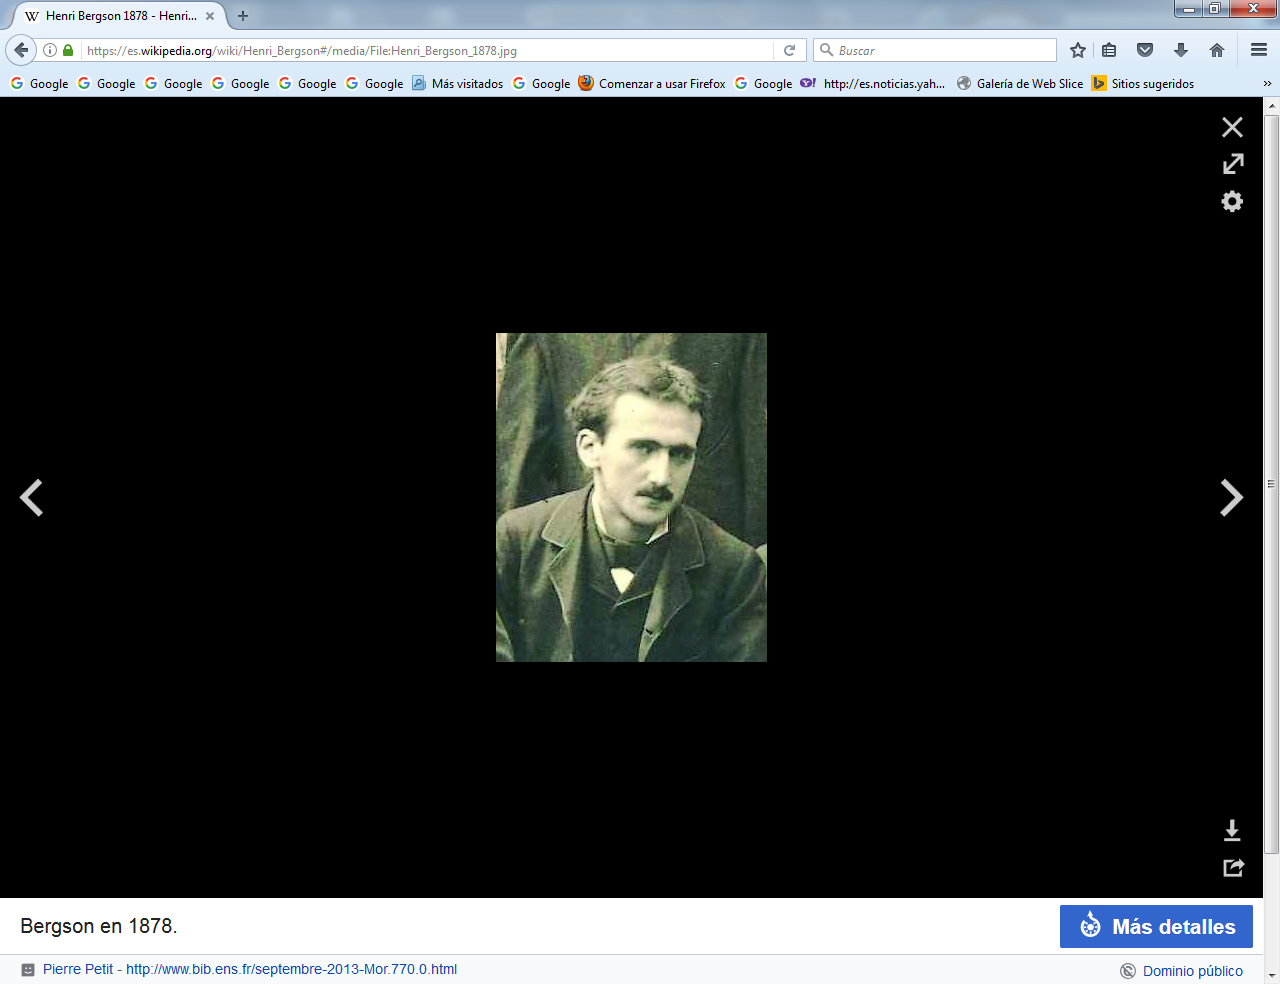 Henri Bergson 1878 - Henri...
https://es.wikipedia.org/wiki/Henri_Bergson#/media/File:Henri_Bergson_1878.jpg
Buscar
Google Google Google Google Google Google Más visitados Google Comenzar a usar Firefox Google http://es.noticias.yah... Galería de Web Slice Sitios sugeridos
Bergson en 1878.
Más detalles
Pierre Petit - http://www.bib.ens.fr/septembre-2013-Mor.770.0.html
Dominio público